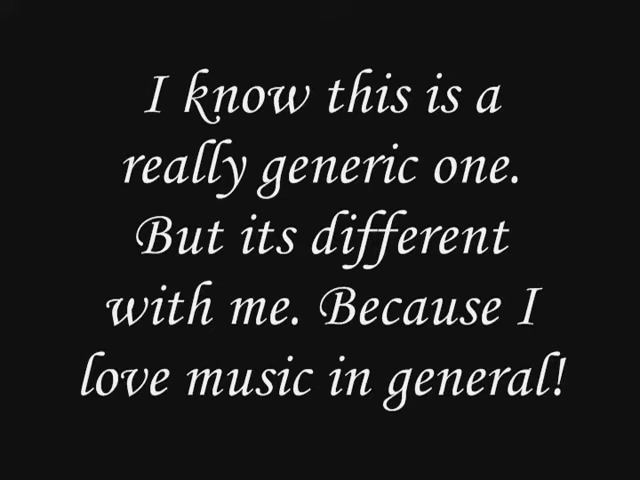 I know this is a
really generic one.
But its different
with me. Because I
love music in general!